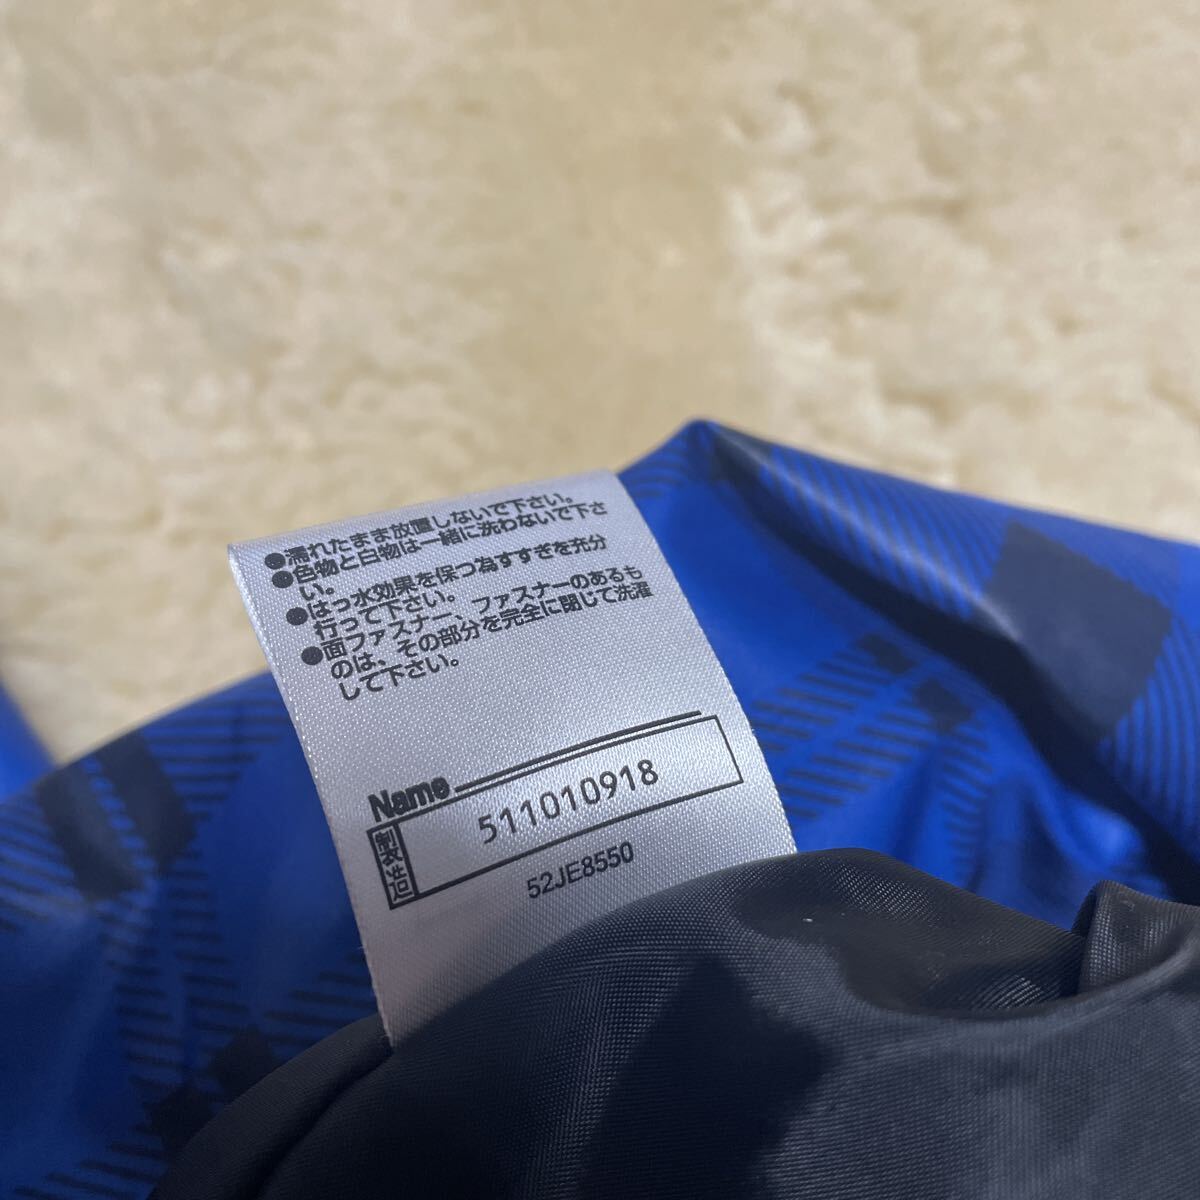 ●濡れたまま放置しないで下さい。
●色物と白物は一緒に洗わないで下さ
い。
●はっ水効果を保つ為すすぎを充分
行って下さい。
●面ファスナー、ファスナーのあるも
のは、その部分を完全に閉じて洗濯
して下さい。
Name
製造 511010918
52JE8550